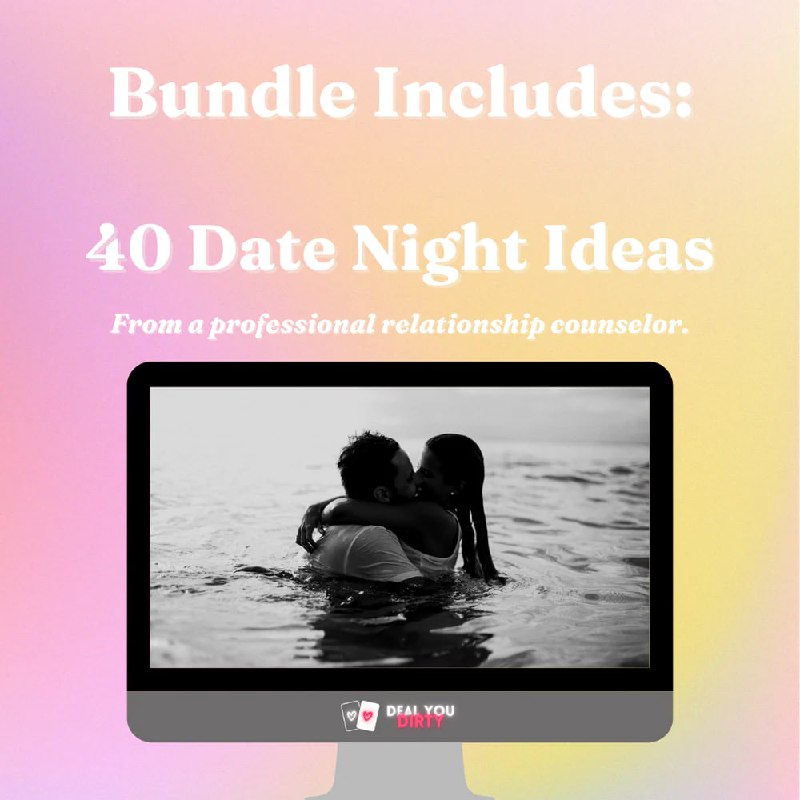 Bundle Includes:
40 Date Night Ideas
From a professional relationship counselor.
DEAL YOU
DIRTY